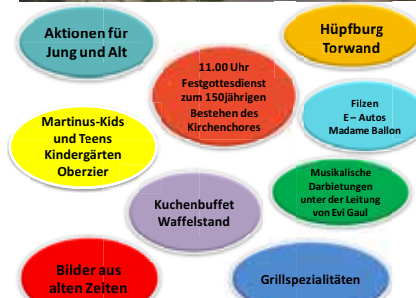 Aktionen für
Jung und Alt
11.00 Uhr
Festgottesdienst
zum 150jährigen
Bestehen des
Kirchenchores
Hüpfburg
Torwand
Filzen
E – Autos
Madame Ballon
Martinus-Kids
und Teens
Kindergärten
Oberzier
Musikalische
Darbietungen
unter der Leitung
von Evi Gaul
Kuchenbuffet
Waffelstand
Bilder aus
alten Zeiten
Grillspezialitäten